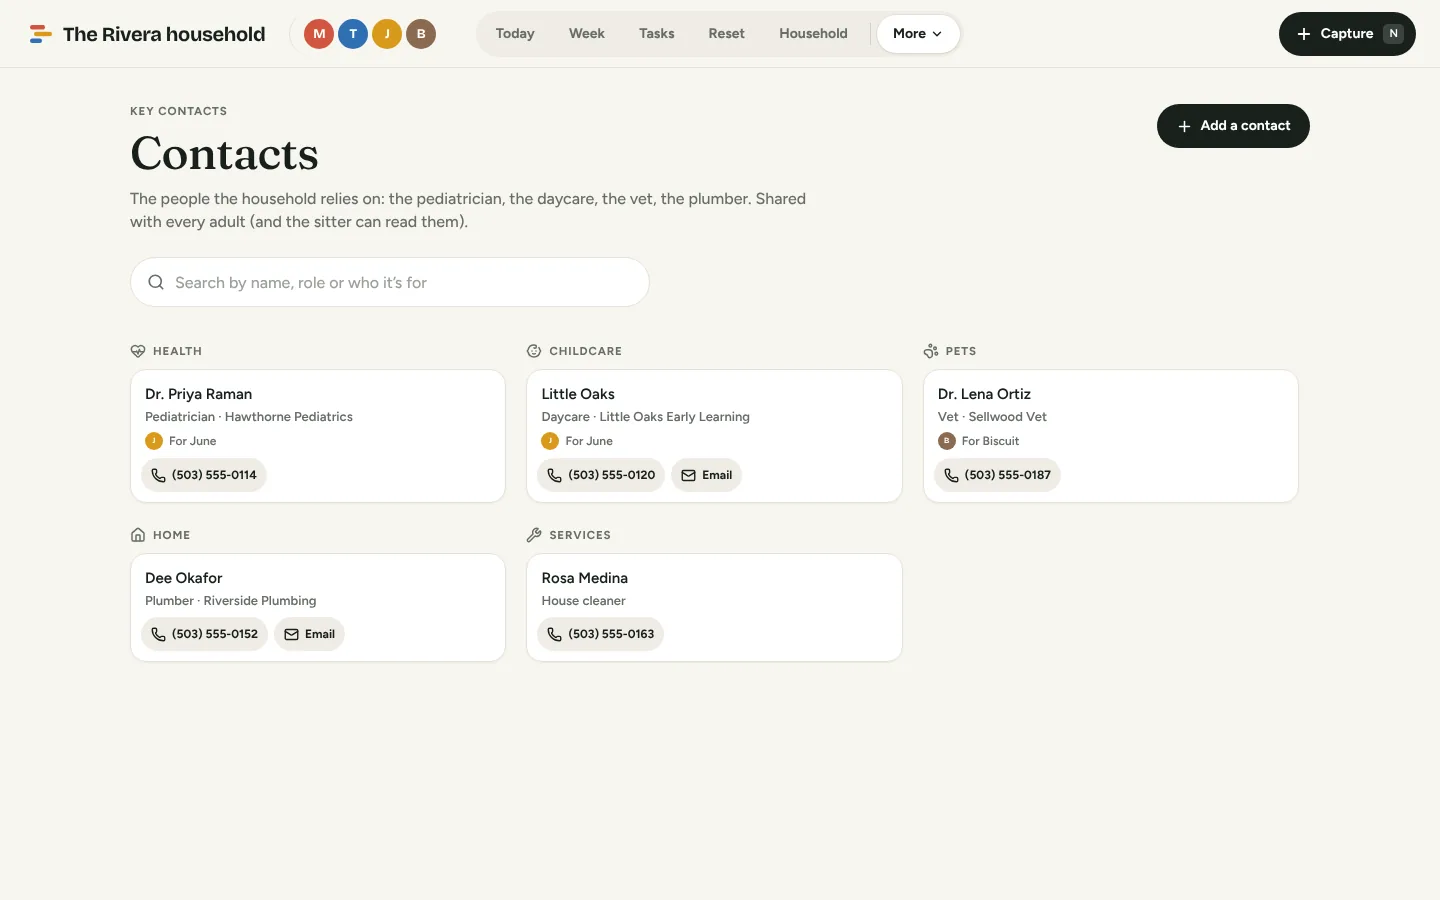 The Rivera household
M T J B
Today Week Tasks Reset Household More
Capture N
KEY CONTACTS
Contacts
Add a contact
The people the household relies on: the pediatrician, the daycare, the vet, the plumber. Shared
with every adult (and the sitter can read them).
Search by name, role or who it’s for
HEALTH
Dr. Priya Raman
Pediatrician · Hawthorne Pediatrics
J For June
(503) 555-0114
CHILDCARE
Little Oaks
Daycare · Little Oaks Early Learning
J For June
(503) 555-0120 Email
PETS
Dr. Lena Ortiz
Vet · Sellwood Vet
B For Biscuit
(503) 555-0187
HOME
Dee Okafor
Plumber · Riverside Plumbing
(503) 555-0152 Email
SERVICES
Rosa Medina
House cleaner
(503) 555-0163